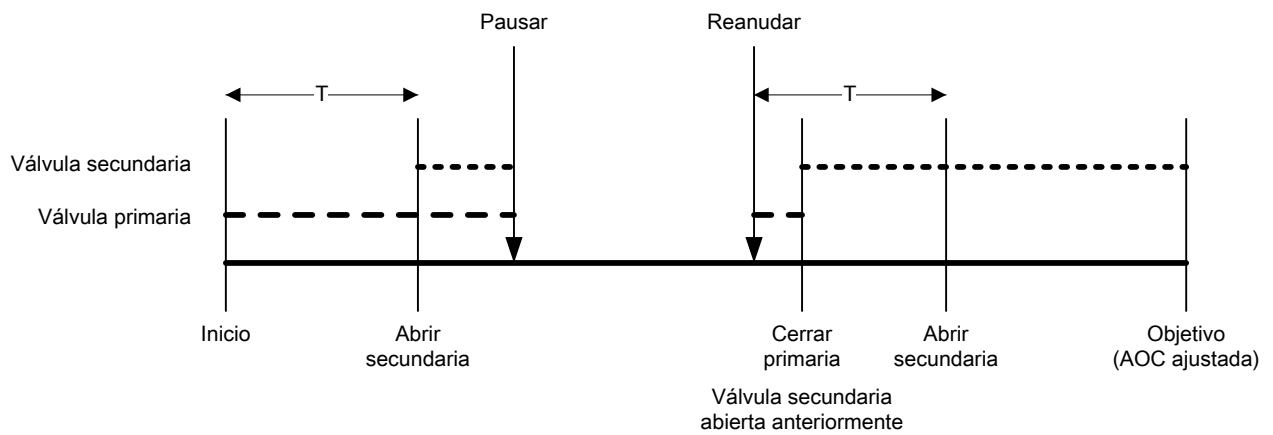 Pausar
Reanudar
T
T
Válvula secundaria
Válvula primaria
Inicio
Abrir
secundaria
Cerrar
primaria
Válvula secundaria
abierta anteriormente
Abrir
secundaria
Objetivo
(AOC ajustada)